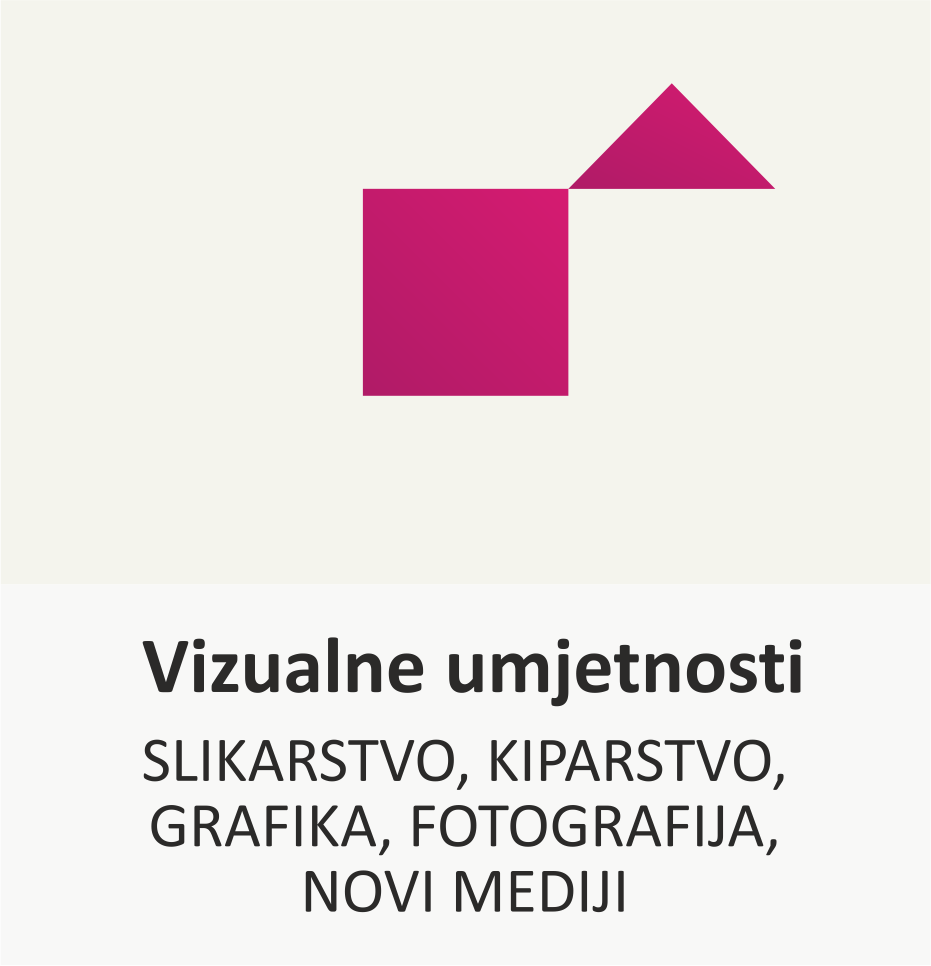 Vizualne umjetnosti
SLIKARSTVO, KIPARSTVO,
GRAFIKA, FOTOGRAFIJA,
NOVI MEDIJI